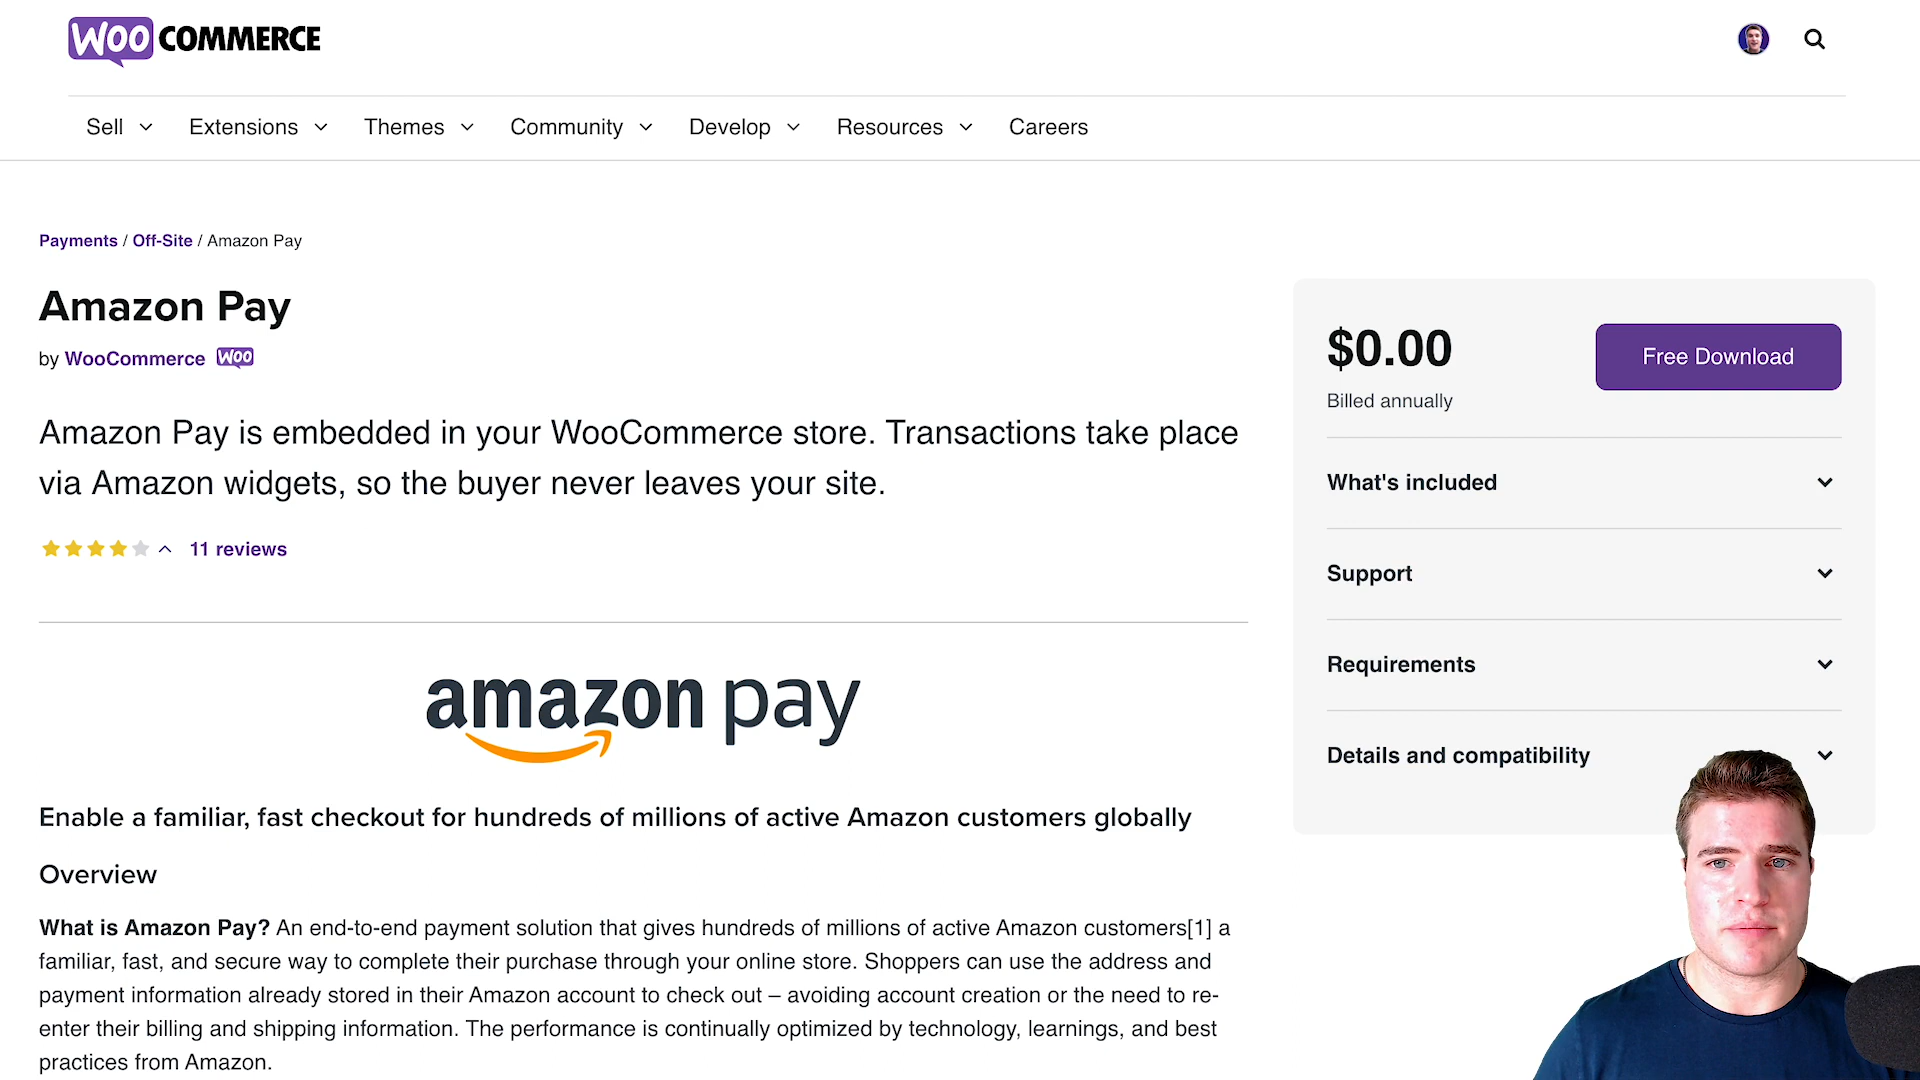 WOO COMMERCE
Sell
Extensions
Themes
Community
Develop
Resources
Careers
Payments / Off-Site / Amazon Pay
Amazon Pay
by WooCommerce WOO
Amazon Pay is embedded in your WooCommerce store. Transactions take place
via Amazon widgets, so the buyer never leaves your site.
11 reviews
amazon pay
Enable a familiar, fast checkout for hundreds of millions of active Amazon customers globally
Overview
What is Amazon Pay? An end-to-end payment solution that gives hundreds of millions of active Amazon customers[1] a
familiar, fast, and secure way to complete their purchase through your online store. Shoppers can use the address and
payment information already stored in their Amazon account to check out – avoiding account creation or the need to re-
enter their billing and shipping information. The performance is continually optimized by technology, learnings, and best
practices from Amazon.
$0.00
Free Download
Billed annually
What's included
Support
Requirements
Details and compatibility